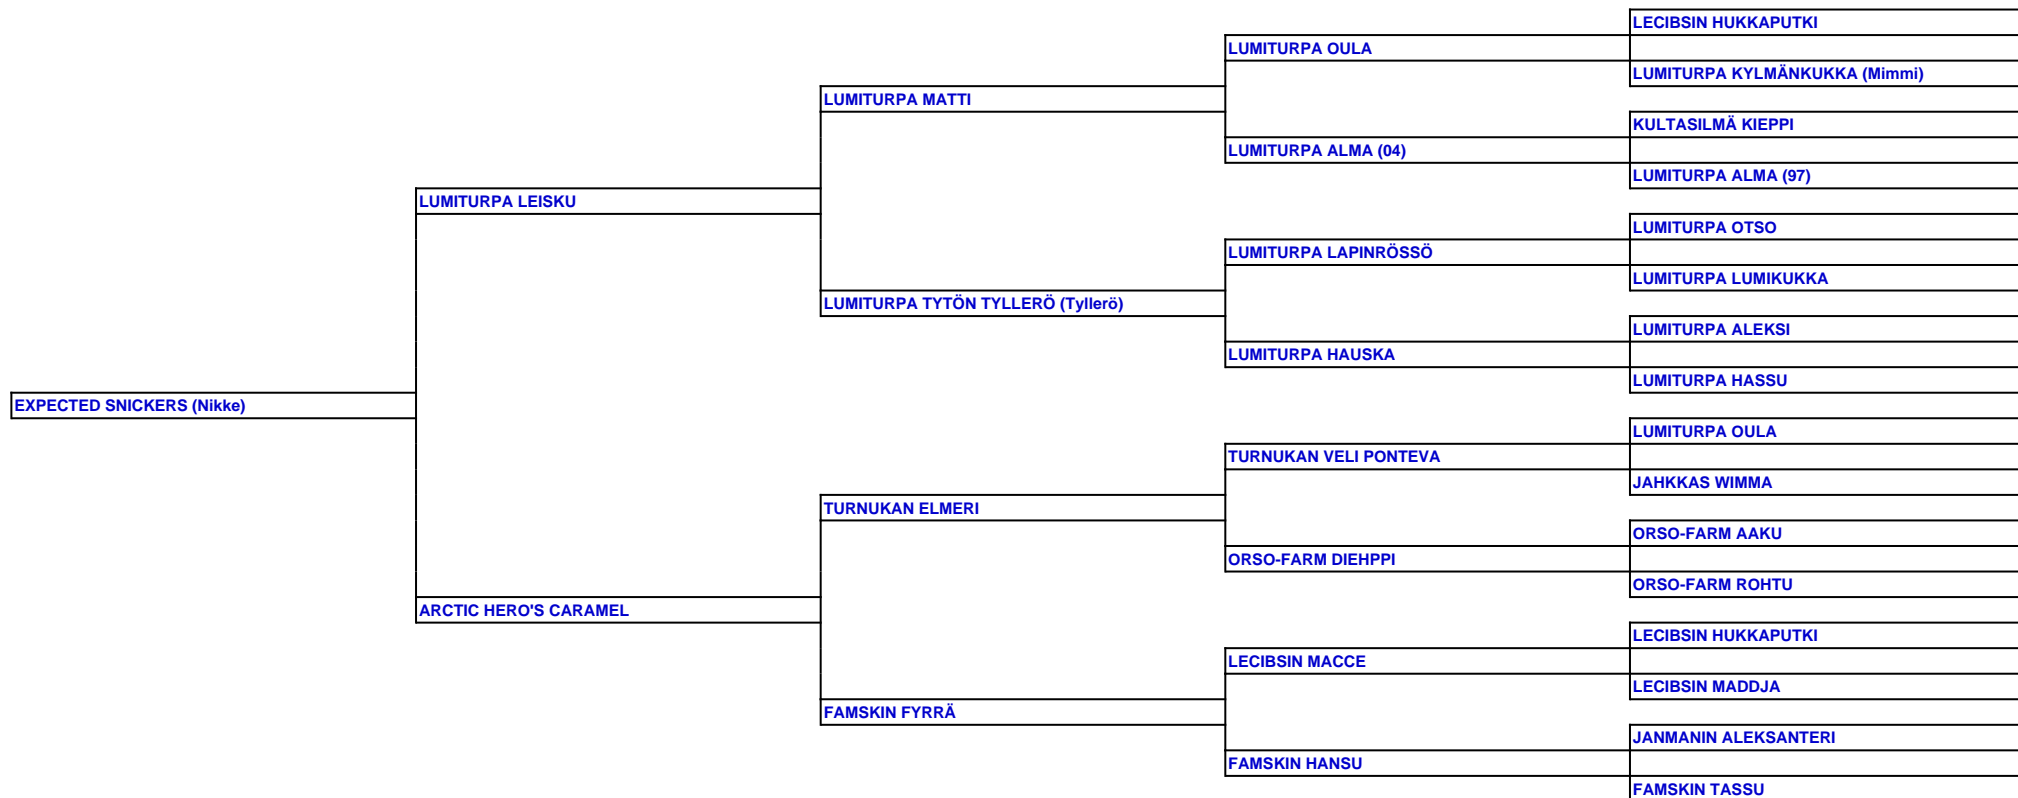 LECIBSIN HUKKAPUTKI
LUMITURPA OULA
LUMITURPA KYLMÄNKUKKA (Mimmi)
LUMITURPA MATTI
KULTASILMÄ KIEPPI
LUMITURPA ALMA (04)
LUMITURPA ALMA (97)
LUMITURPA LEISKU
LUMITURPA OTSO
LUMITURPA LAPINRÖSSÖ
LUMITURPA LUMIKUKKA
LUMITURPA TYTÖN TYLLERÖ (Tyllerö)
LUMITURPA ALEKSI
LUMITURPA HAUSKA
LUMITURPA HASSU
EXPECTED SNICKERS (Nikke)
LUMITURPA OULA
TURNUKAN VELI PONTEVA
JAHKKAS WIMMA
TURNUKAN ELMERI
ORSO-FARM AAKU
ORSO-FARM DIEHPPI
ORSO-FARM ROHTU
ARCTIC HERO'S CARAMEL
LECIBSIN HUKKAPUTKI
LECIBSIN MACCE
LECIBSIN MADDJA
FAMSKIN FYRRÄ
JANMANIN ALEKSANTERI
FAMSKIN HANSU
FAMSKIN TASSU